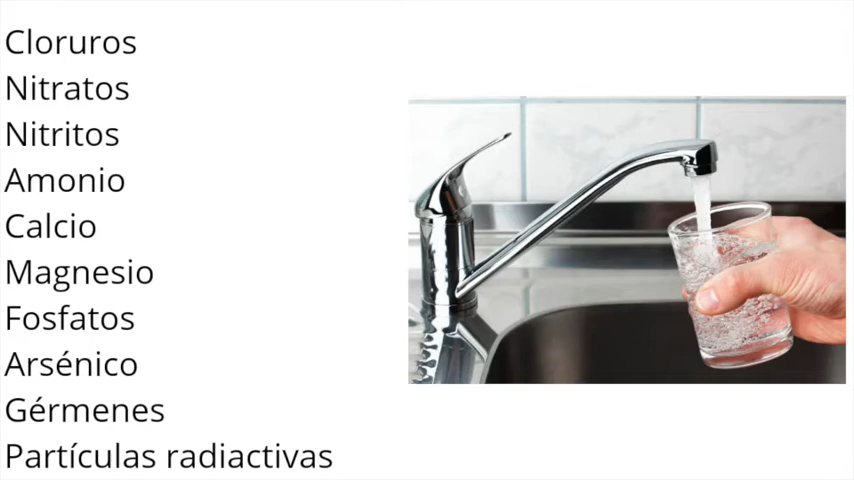 Cloruros
Nitratos
Nitritos
Amonio
Calcio
Magnesio
Fosfatos
Arsénico
Gérmenes
Partículas radiactivas